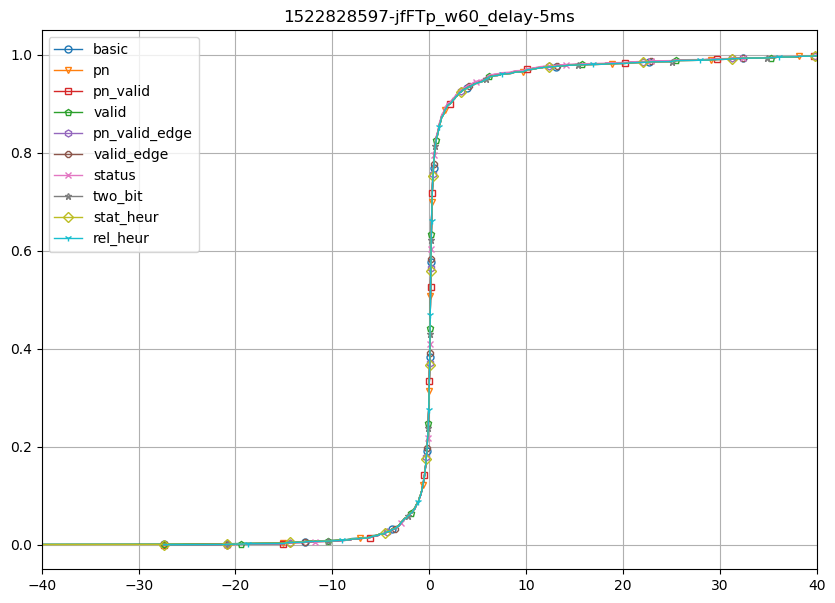 1522828597-jfFTp_w60_delay-5ms
basic
pn
pn_valid
valid
pn_valid_edge
valid_edge
status
two_bit
stat_heur
rel_heur
1.0
0.8
0.6
0.4
0.2
0.0
−40 −30 −20 −10 0 10 20 30 40